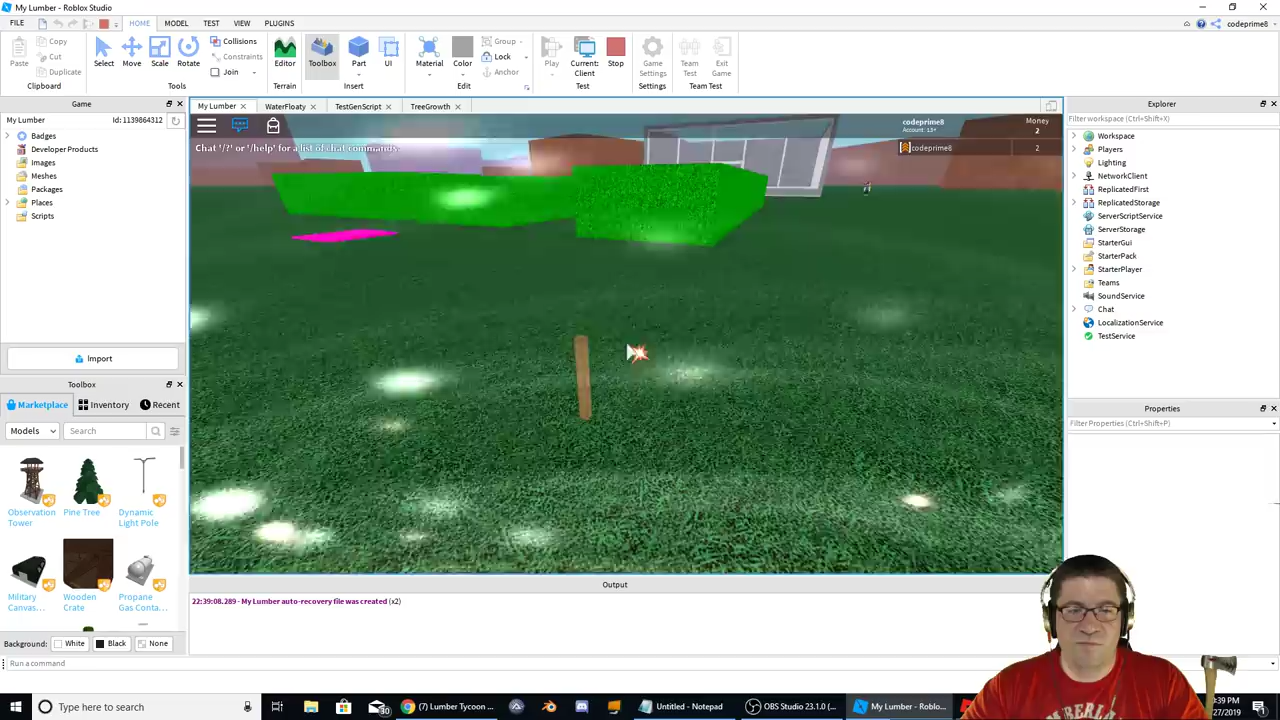 My Lumber - Roblox Studio
FILE
HOME
MODEL
TEST
VIEW
PLUGINS
codeprime8
Paste
Copy
Cut
Duplicate
Clipboard
Select
Move
Scale
Rotate
Collisions
Constraints
Join
Tools
Editor
Terrain
Toolbox
Part
UI
Insert
Material
Color
Group
Lock
Anchor
Edit
Play
Current:
Client
Stop
Test
Game
Settings
Settings
Team
Test
Exit
Game
Team Test
Game
My Lumber
Id: 1139864312
Badges
Developer Products
Images
Meshes
Packages
Places
Scripts
Import
Toolbox
Marketplace
Inventory
Recent
Models
Search
Observation
Tower
Pine Tree
Dynamic
Light Pole
Military
Canvas...
Wooden
Crate
Propane
Gas Conta...
Background:
White
Black
None
Run a command
My Lumber
WaterFloaty
TestGenScript
TreeGrowth
Chat '/?' or '/help' for a list of chat commands.
codeprime8
Account: 13+
Money
2
codeprime8
2
Output
22:39:08.289 - My Lumber auto-recovery file was created (x2)
Explorer
Filter workspace (Ctrl+Shift+X)
Workspace
Players
Lighting
NetworkClient
ReplicatedFirst
ReplicatedStorage
ServerScriptService
ServerStorage
StarterGui
StarterPack
StarterPlayer
Teams
SoundService
Chat
LocalizationService
TestService
Properties
Filter Properties (Ctrl+Shift+P)
Type here to search
30
(7) Lumber Tycoon ...
Untitled - Notepad
OBS Studio 23.1.0 (...
My Lumber - Roblo...